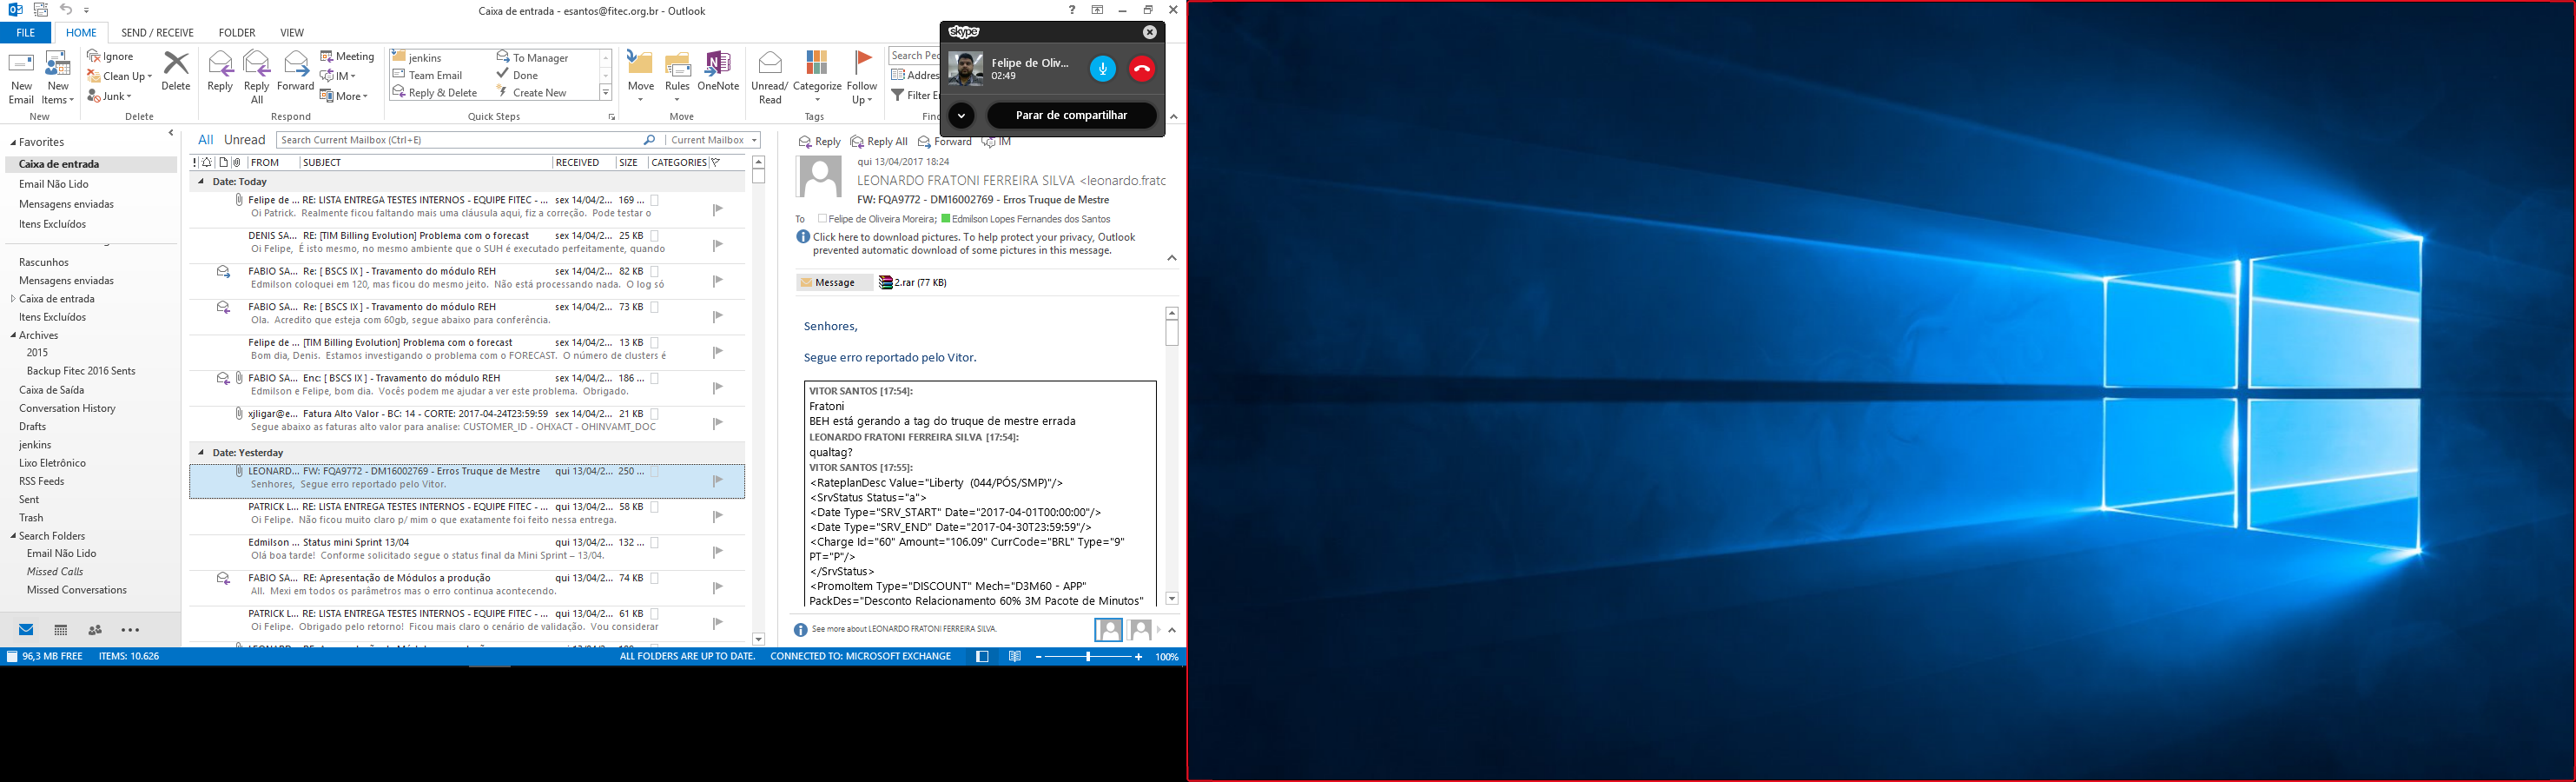 Caixa de entrada - esantos@fitec.org.br - Outlook
FILE HOME SEND / RECEIVE FOLDER VIEW
New Email
New Items
New
Ignore
Clean Up
Junk
Delete
Delete
Reply
Reply All
Forward
Meeting
IM
More
Respond
jenkins
Team Email
Reply & Delete
To Manager
Done
Create New
Quick Steps
Move
Rules
OneNote
Move
Unread/ Read
Categorize
Follow Up
Tags
Search Pe
Addres
Filter E
skype
Felipe de Oliv...
02:49
Parar de compartilhar
Favorites
Caixa de entrada
Email Não Lido
Mensagens enviadas
Itens Excluídos
Rascunhos
Mensagens enviadas
Caixa de entrada
Itens Excluídos
Archives
2015
Backup Fitec 2016 Sents
Caixa de Saída
Conversation History
Drafts
jenkins
Lixo Eletrônico
RSS Feeds
Sent
Trash
Search Folders
Email Não Lido
Missed Calls
Missed Conversations
All Unread Search Current Mailbox (Ctrl+E) Current Mailbox
FROM SUBJECT RECEIVED SIZE CATEGORIES
Date: Today
Felipe de ... RE: LISTA ENTREGA TESTES INTERNOS - EQUIPE FITEC - ... sex 14/04/2... 169 ...
Oi Patrick. Realmente ficou faltando mais uma cláusula aqui, fiz a correção. Pode testar o
DENIS SA... RE: [TIM Billing Evolution] Problema com o forecast sex 14/04/2... 25 KB
Oi Felipe, É isto mesmo, no mesmo ambiente que o SUH é executado perfeitamente, quando
FABIO SA... Re: [ BSCS IX ] - Travamento do módulo REH sex 14/04/2... 82 KB
Edmilson coloquei em 120, mas ficou do mesmo jeito. Não está processando nada. O log só
FABIO SA... Re: [ BSCS IX ] - Travamento do módulo REH sex 14/04/2... 73 KB
Ola. Acredito que esteja com 60gb, segue abaixo para conferência.
Felipe de ... [TIM Billing Evolution] Problema com o forecast sex 14/04/2... 13 KB
Bom dia, Denis. Estamos investigando o problema com o FORECAST. O número de clusters é
FABIO SA... Enc: [ BSCS IX ] - Travamento do módulo REH sex 14/04/2... 186 ...
Edmilson e Felipe, bom dia. Vocês podem me ajudar a ver este problema. Obrigado.
xjligar@e... Fatura Alto Valor - BC: 14 - CORTE: 2017-04-24T23:59:59 sex 14/04/2... 21 KB
Segue abaixo as faturas alto valor para analise: CUSTOMER_ID - OHXACT - OHINVAMT_DOC
Date: Yesterday
LEONARD... FW: FQA9772 - DM16002769 - Erros Truque de Mestre qui 13/04/2... 250 ...
Senhores, Segue erro reportado pelo Vitor.
PATRICK L... RE: LISTA ENTREGA TESTES INTERNOS - EQUIPE FITEC - ... qui 13/04/2... 58 KB
Oi Felipe. Não ficou muito claro p/ mim o que exatamente foi feito nessa entrega.
Edmilson ... Status mini Sprint 13/04 qui 13/04/2... 132 ...
Olá boa tarde! Conforme solicitado segue o status final da Mini Sprint – 13/04.
FABIO SA... RE: Apresentação de Módulos a produção qui 13/04/2... 74 KB
All. Mexi em todos os parâmetros mas o erro continua acontecendo.
PATRICK L... RE: LISTA ENTREGA TESTES INTERNOS - EQUIPE FITEC - ... qui 13/04/2... 61 KB
Oi Felipe. Obrigado pelo retorno! Ficou mais claro o cenário de validação. Vou considerar
Reply Reply All Forward IM
qui 13/04/2017 18:24
LEONARDO FRATONI FERREIRA SILVA <leonardo.fratc
FW: FQA9772 - DM16002769 - Erros Truque de Mestre
To Felipe de Oliveira Moreira; Edmilson Lopes Fernandes dos Santos
Click here to download pictures. To help protect your privacy, Outlook
prevented automatic download of some pictures in this message.
Message 2.rar (77 KB)
Senhores,
Segue erro reportado pelo Vitor.
VITOR SANTOS [17:54]:
Fratoni
BEH está gerando a tag do truque de mestre errada
LEONARDO FRATONI FERREIRA SILVA [17:54]:
qualtag?
VITOR SANTOS [17:55]:
<RateplanDesc Value="Liberty (044/PÓS/SMP)"/>
<SrvStatus Status="a">
<Date Type="SRV_START" Date="2017-04-01T00:00:00"/>
<Date Type="SRV_END" Date="2017-04-30T23:59:59"/>
<Charge Id="60" Amount="106.09" CurrCode="BRL" Type="9"
PT="P"/>
</SrvStatus>
<PromoItem Type="DISCOUNT" Mech="D3M60 - APP"
PackDes="Desconto Relacionamento 60% 3M Pacote de Minutos"
See more about LEONARDO FRATONI FERREIRA SILVA.
96,3 MB FREE ITEMS: 10.626 ALL FOLDERS ARE UP TO DATE. CONNECTED TO: MICROSOFT EXCHANGE 100%